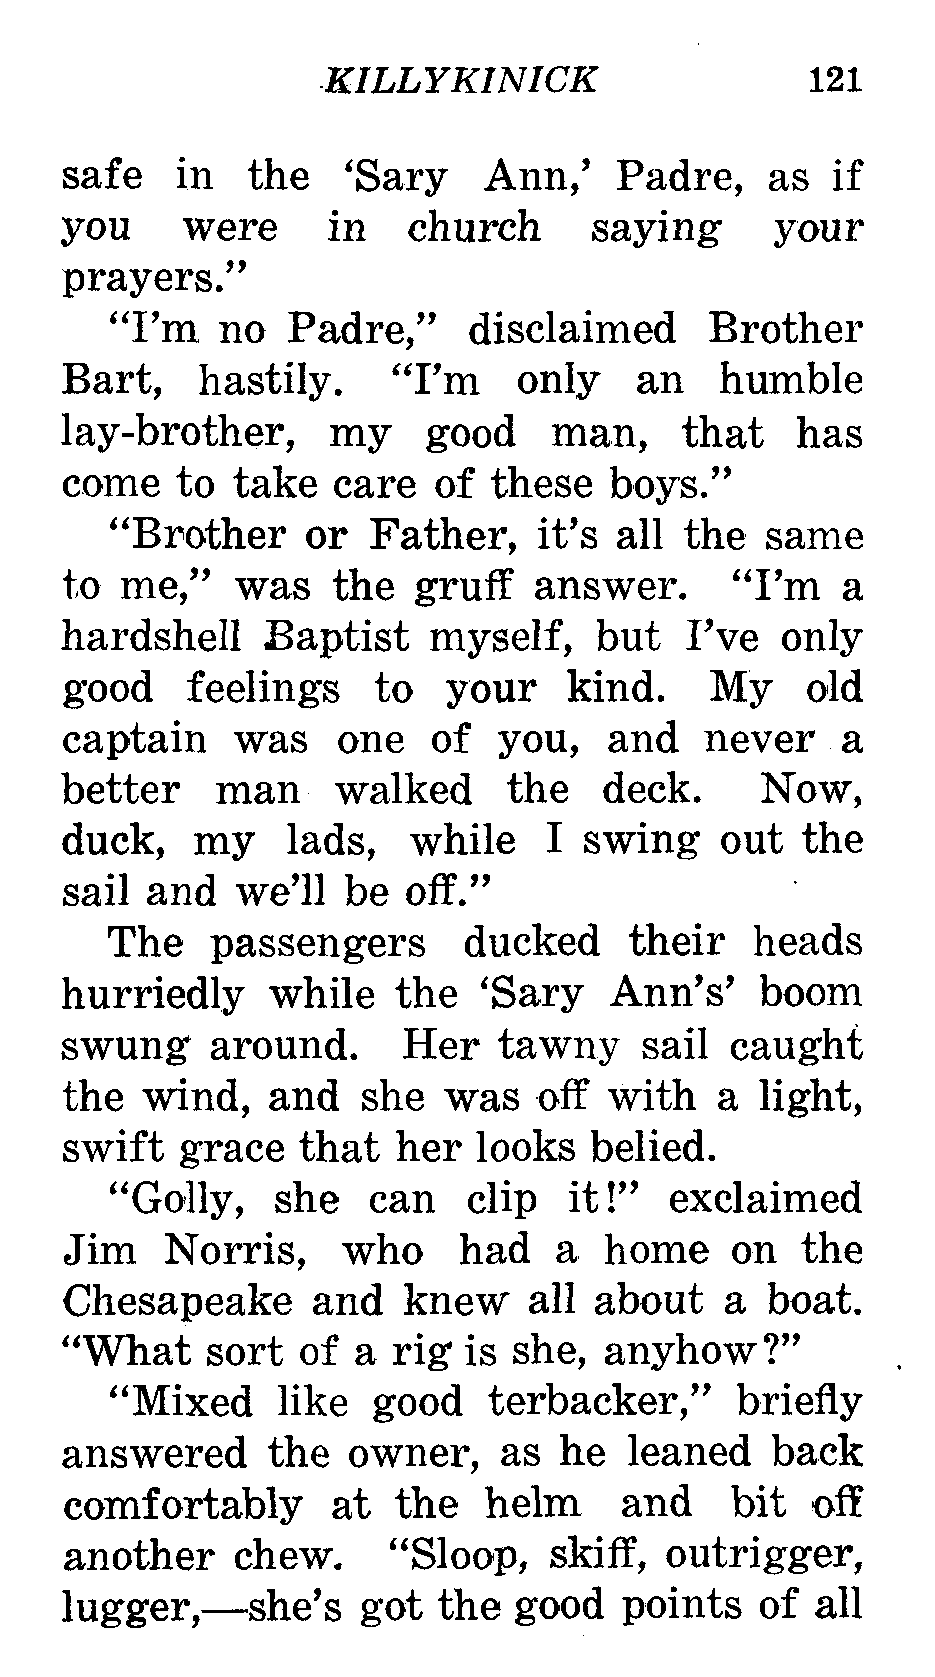 KILLYKINICK 121
safe in the ‘Sary Ann,’ Padre, as if
you were in church saying your
prayers.”
“I’m no Padre,” disclaimed Brother
Bart, hastily. “I’m only an humble
lay-brother, my good man, that has
come to take care of these boys.”
“Brother or Father, it’s all the same
to me,” was the gruff answer. “I’m a
hardshell Baptist myself, but I’ve only
good feelings to your kind. My old
captain was one of you, and never a
better man walked the deck. Now,
duck, my lads, while I swing out the
sail and we’ll be off.”
The passengers ducked their heads
hurriedly while the ‘Sary Ann’s’ boom
swung around. Her tawny sail caught
the wind, and she was off with a light,
swift grace that her looks belied.
“Golly, she can clip it!” exclaimed
Jim Norris, who had a home on the
Chesapeake and knew all about a boat.
“What sort of a rig is she, anyhow?”
“Mixed like good terbacker,” briefly
answered the owner, as he leaned back
comfortably at the helm and bit off
another chew. “Sloop, skiff, outrigger,
lugger,—she’s got the good points of all